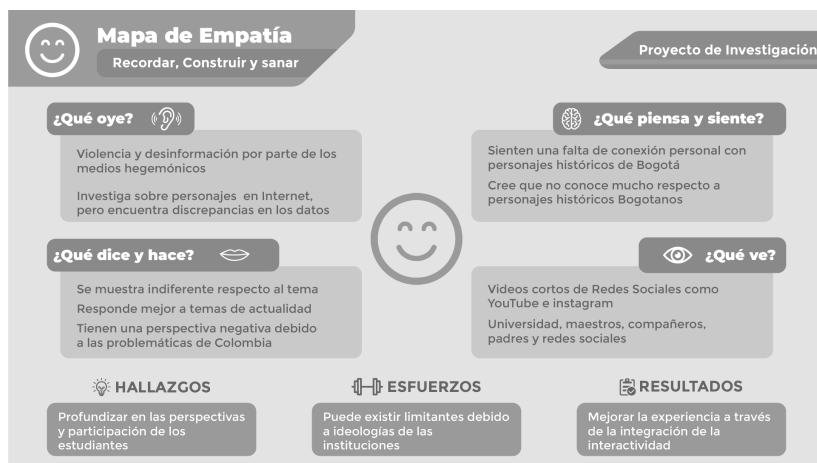 Mapa de Empatía
Recordar, Construir y sanar
Proyecto de Investigación
¿Qué oye?
Violencia y desinformación por parte de los
medios hegemónicos
Investiga sobre personajes en Internet,
pero encuentra discrepancias en los datos
¿Qué piensa y siente?
Sienten una falta de conexión personal con
personajes históricos de Bogotá
Cree que no conoce mucho respecto a
personajes históricos Bogotanos
¿Qué dice y hace?
Se muestra indiferente respecto al tema
Responde mejor a temas de actualidad
Tienen una perspectiva negativa debido
a las problemáticas de Colombia
¿Qué ve?
Videos cortos de Redes Sociales como
YouTube e instagram
Universidad, maestros, compañeros,
padres y redes sociales
HALLAZGOS
Profundizar en las perspectivas
y participación de los
estudiantes
ESFUERZOS
Puede existir limitantes debido
a ideologías de las
instituciones
RESULTADOS
Mejorar la experiencia a través
de la integración de la
interactividad